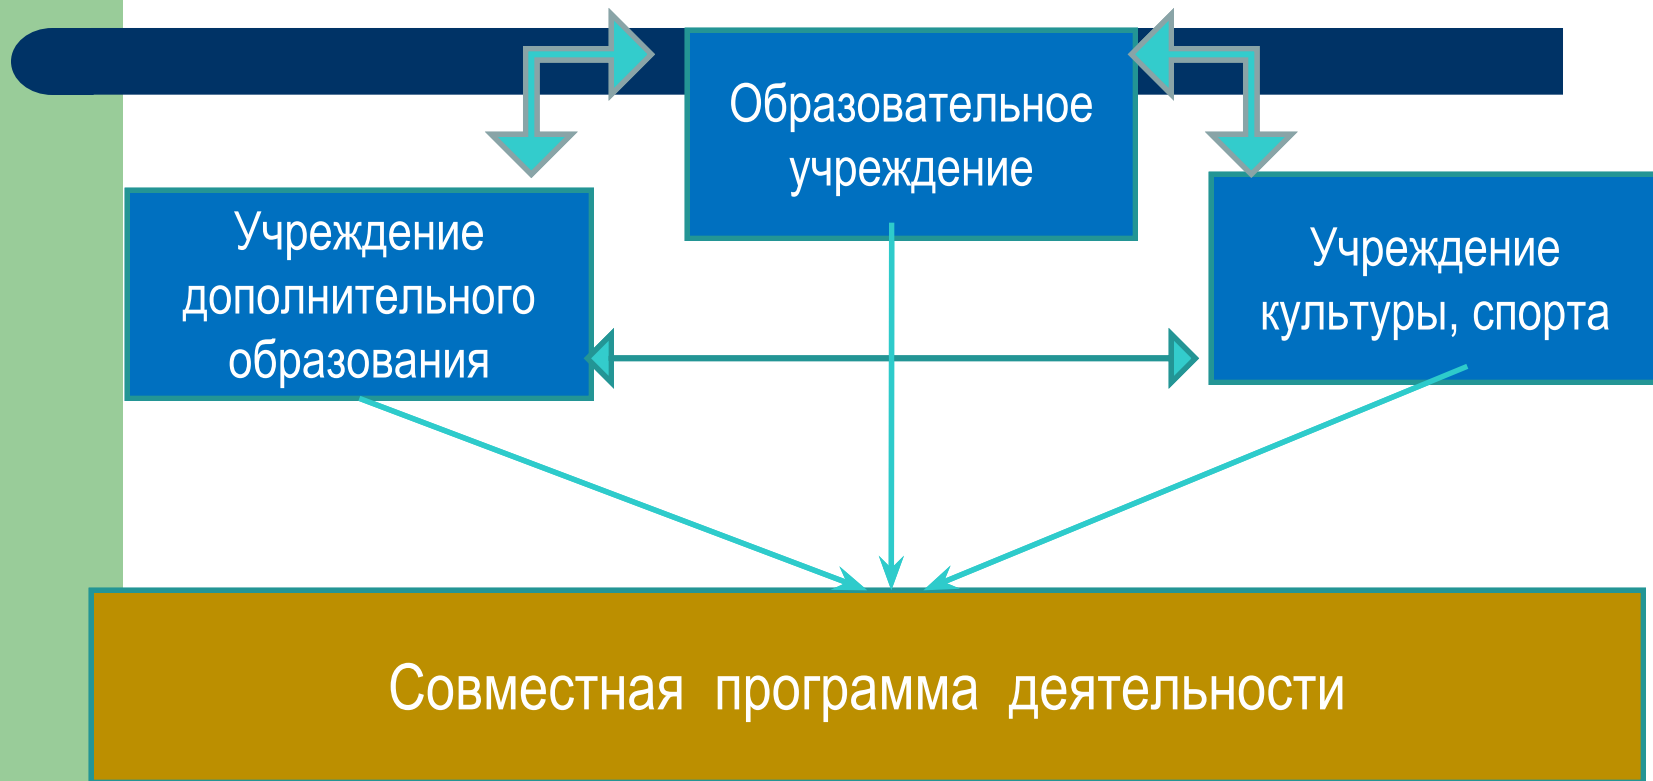 Образовательное
учреждение
Учреждение
дополнительного
образования
Учреждение
культуры, спорта
Совместная программа деятельности